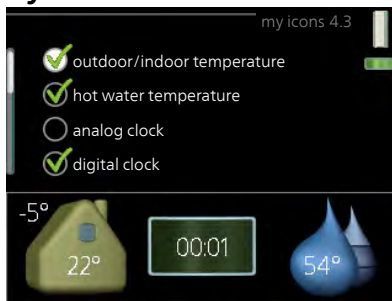 my icons 4.3
outdoor/indoor temperature
hot water temperature
analog clock
digital clock
-5°
22°
00:01
54°